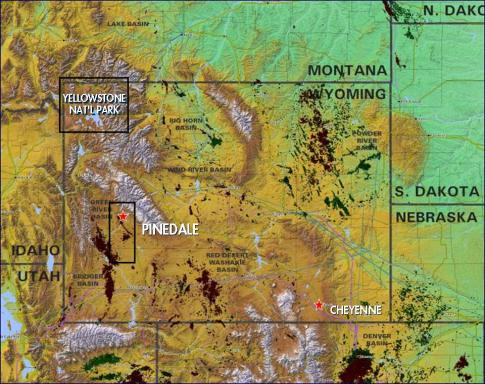 LAKE BASIN
N. DAKO
MONTANA
WYOMING
YELLOWSTONE
NAT'L PARK
BIG HORN
BASIN
POWDER
RIVER
BASIN
WIND RIVER BASIN
S. DAKOTA
NEBRASKA
GREEN
RIVER
BASIN
PINEDALE
IDAHO
UTAH
RED DESERT
WASHAKIE
BASIN
BRIDGER
BASIN
CHEYENNE
DENVER
BASIN